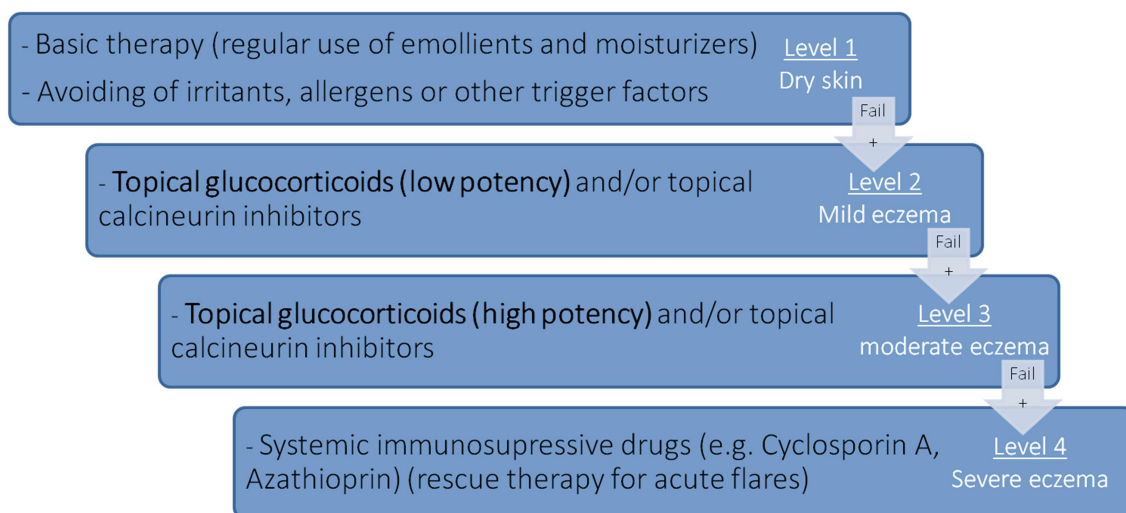 - Basic therapy (regular use of emollients and moisturizers)
- Avoiding of irritants, allergens or other trigger factors
Level 1
Dry skin
Fail
+
- Topical glucocorticoids (low potency) and/or topical
calcineurin inhibitors
Level 2
Mild eczema
Fail
+
- Topical glucocorticoids (high potency) and/or topical
calcineurin inhibitors
Level 3
moderate eczema
Fail
+
- Systemic immunosupressive drugs (e.g. Cyclosporin A,
Azathioprin) (rescue therapy for acute flares)
Level 4
Severe eczema